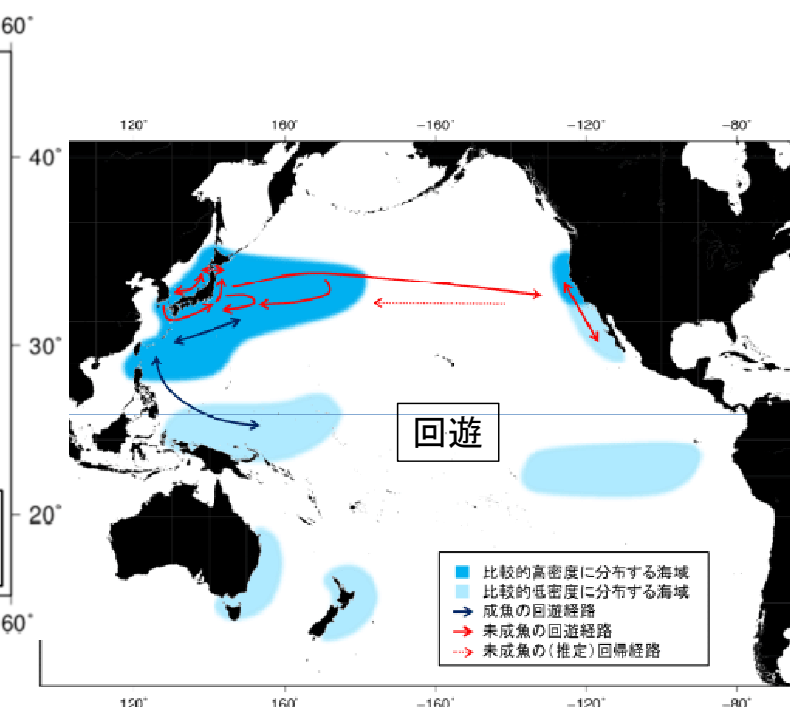 60°
120° 160° -160° -120° -80°
40°
30°
回遊
20°
比較的高密度に分布する海域
比較的低密度に分布する海域
成魚の回遊経路
未成魚の回遊経路
未成魚の(推定)回帰経路
60°
120° 160° -160° -120° -80°